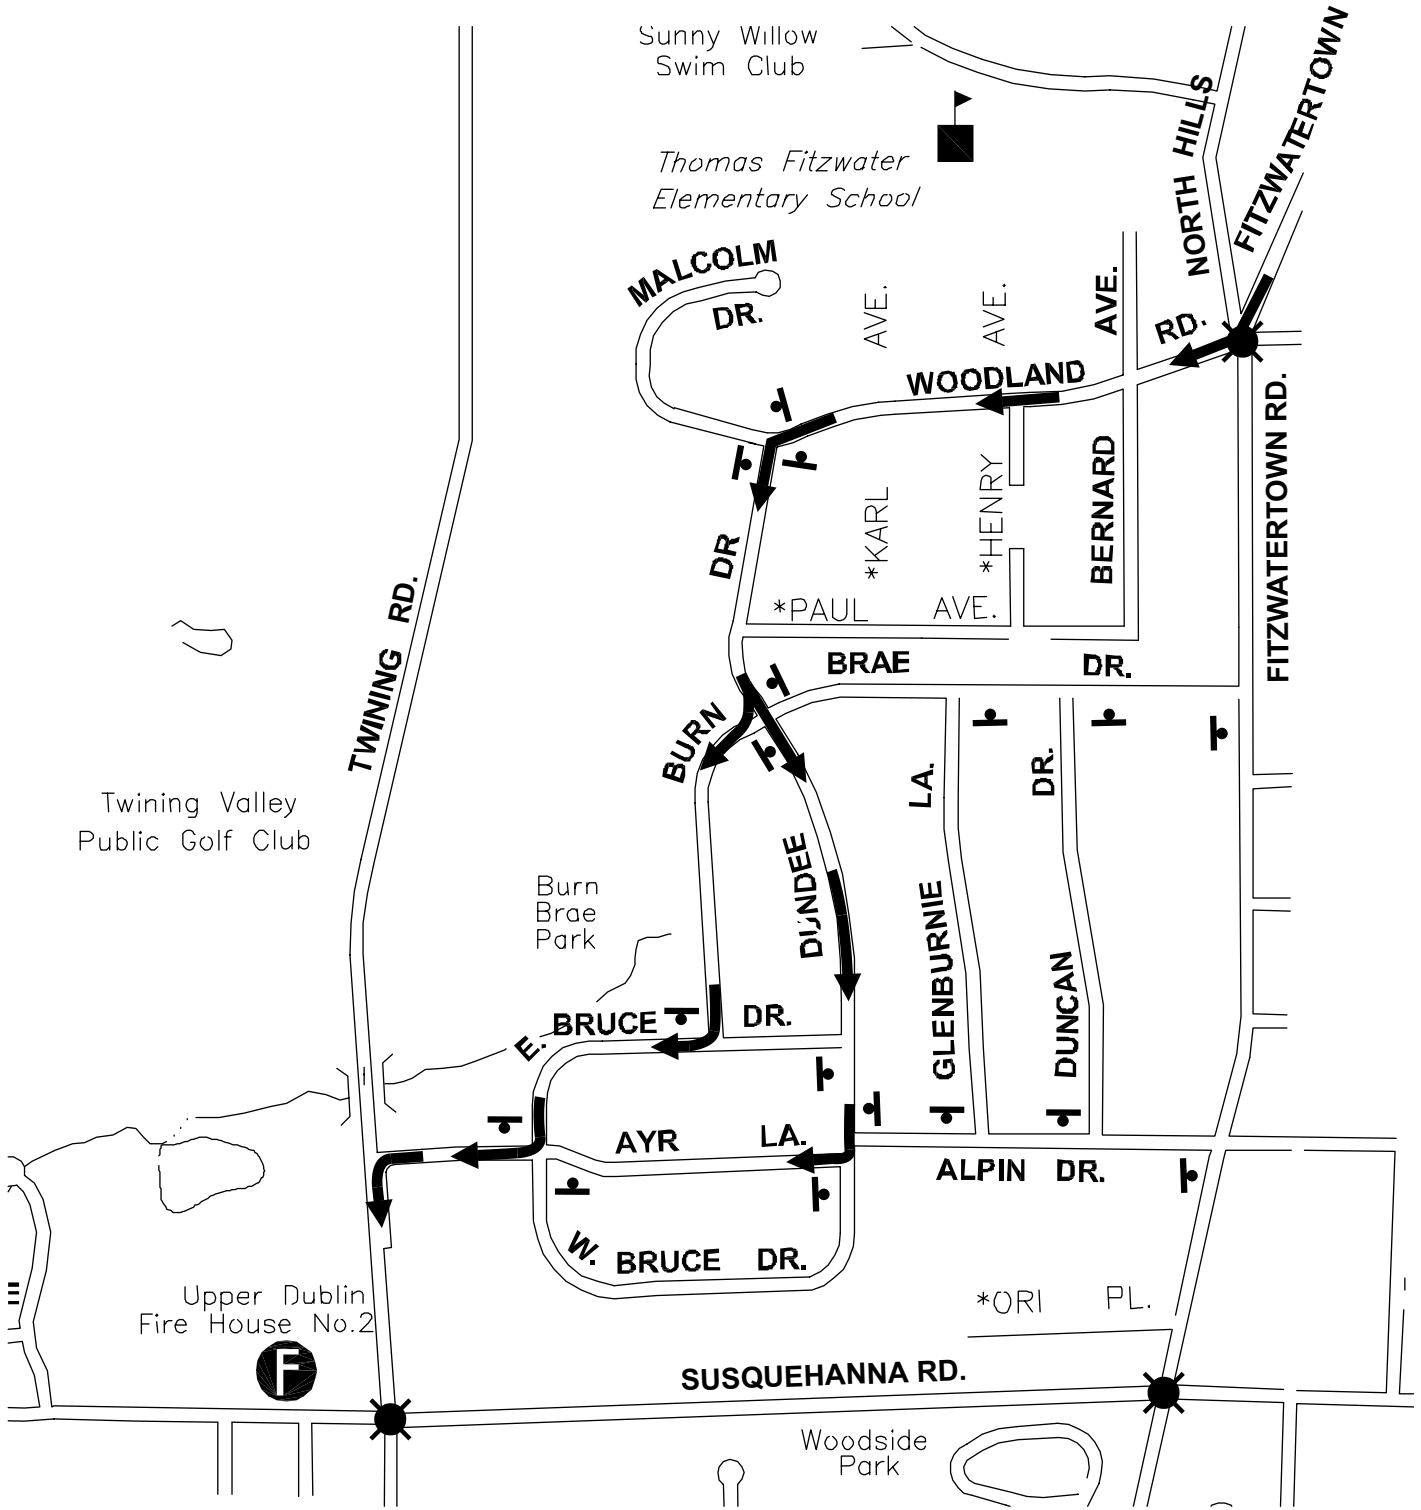 Sunny Willow
Swim Club
FITZWATERTOWN
NORTH HILLS
Thomas Fitzwater
Elementary School
MALCOLM
DR.
AVE.
AVE.
AVE.
RD.
WOODLAND
FITZWATERTOWN RD.
BERNARD
*HENRY
*KARL
DR
*PAUL AVE.
TWINING RD.
BRAE DR.
BURN
LA.
DR.
Twining Valley
Public Golf Club
DUNDEE
Burn
Brae
Park
GLENBURNIE
DUNCAN
E. BRUCE DR.
AYR LA.
ALPIN DR.
W. BRUCE DR.
Upper Dublin
Fire House No.2
F
*ORI PL.
SUSQUEHANNA RD.
Woodside
Park